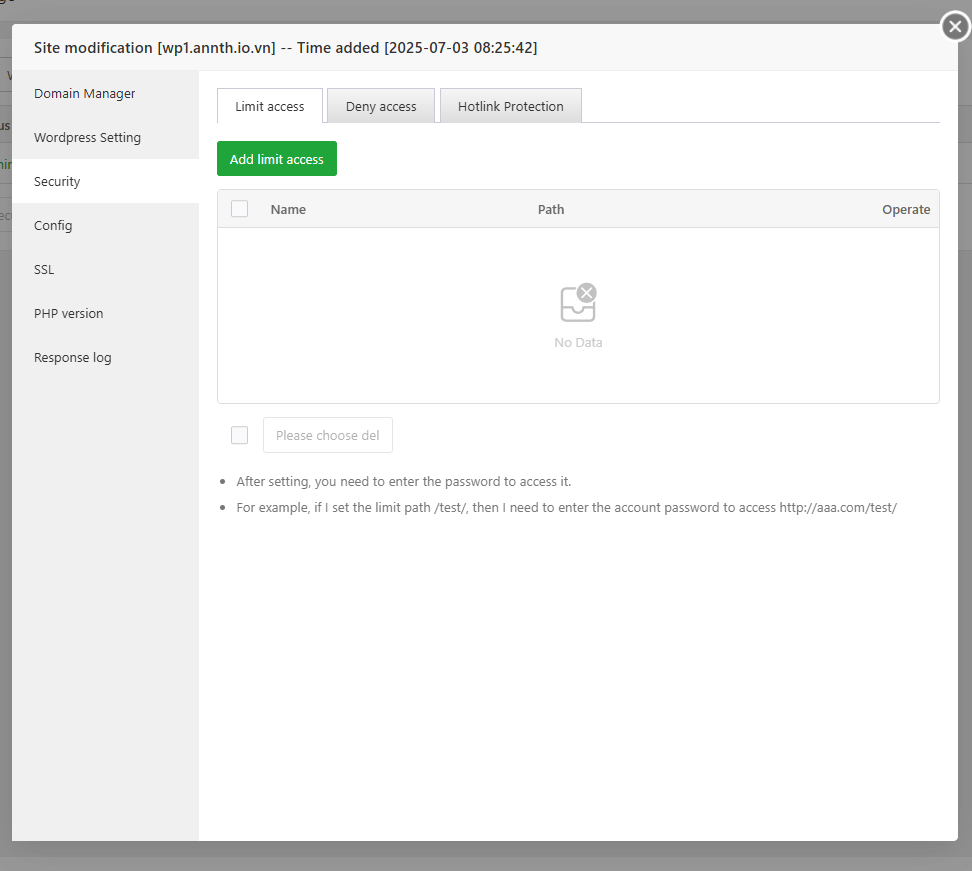 Site modification [wp1.annth.io.vn] -- Time added [2025-07-03 08:25:42]
Domain Manager
Wordpress Setting
Security
Config
SSL
PHP version
Response log
Limit access
Deny access
Hotlink Protection
Add limit access
Name
Path
Operate
No Data
Please choose del
After setting, you need to enter the password to access it.
For example, if I set the limit path /test/, then I need to enter the account password to access http://aaa.com/test/